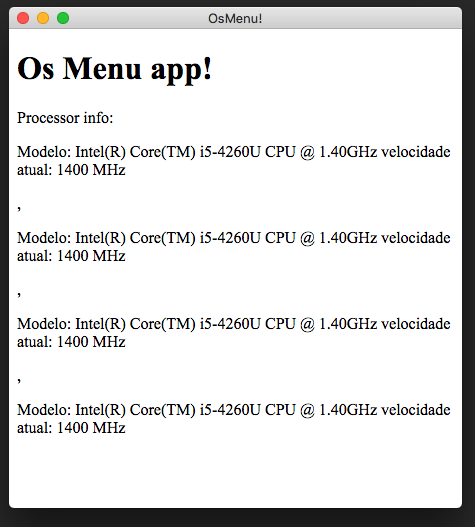 OsMenu!
Os Menu app!
Processor info:
Modelo: Intel(R) Core(TM) i5-4260U CPU @ 1.40GHz velocidade
atual: 1400 MHz
,
Modelo: Intel(R) Core(TM) i5-4260U CPU @ 1.40GHz velocidade
atual: 1400 MHz
,
Modelo: Intel(R) Core(TM) i5-4260U CPU @ 1.40GHz velocidade
atual: 1400 MHz
,
Modelo: Intel(R) Core(TM) i5-4260U CPU @ 1.40GHz velocidade
atual: 1400 MHz